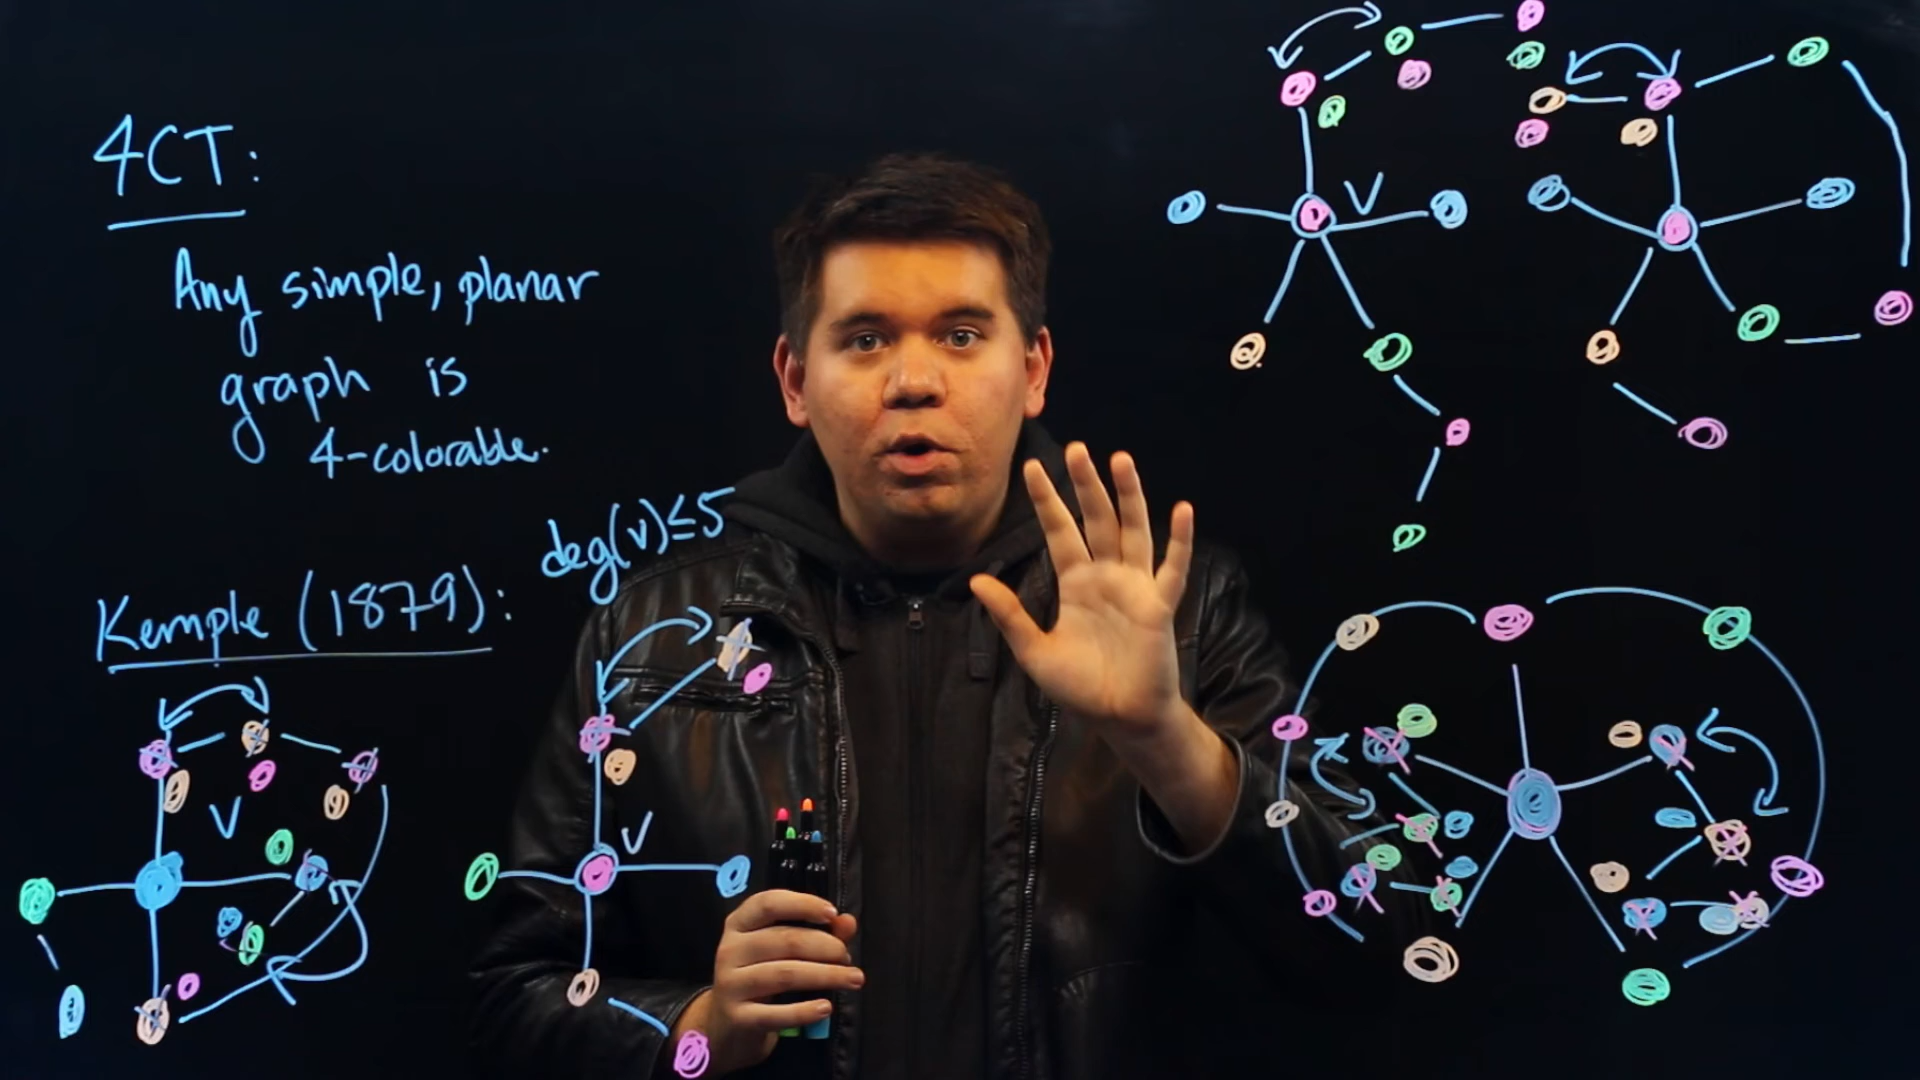 4CT:
Any simple, planar
graph is
4-colorable.
deg(v)≤5
Kemple (1879):
V
V
V